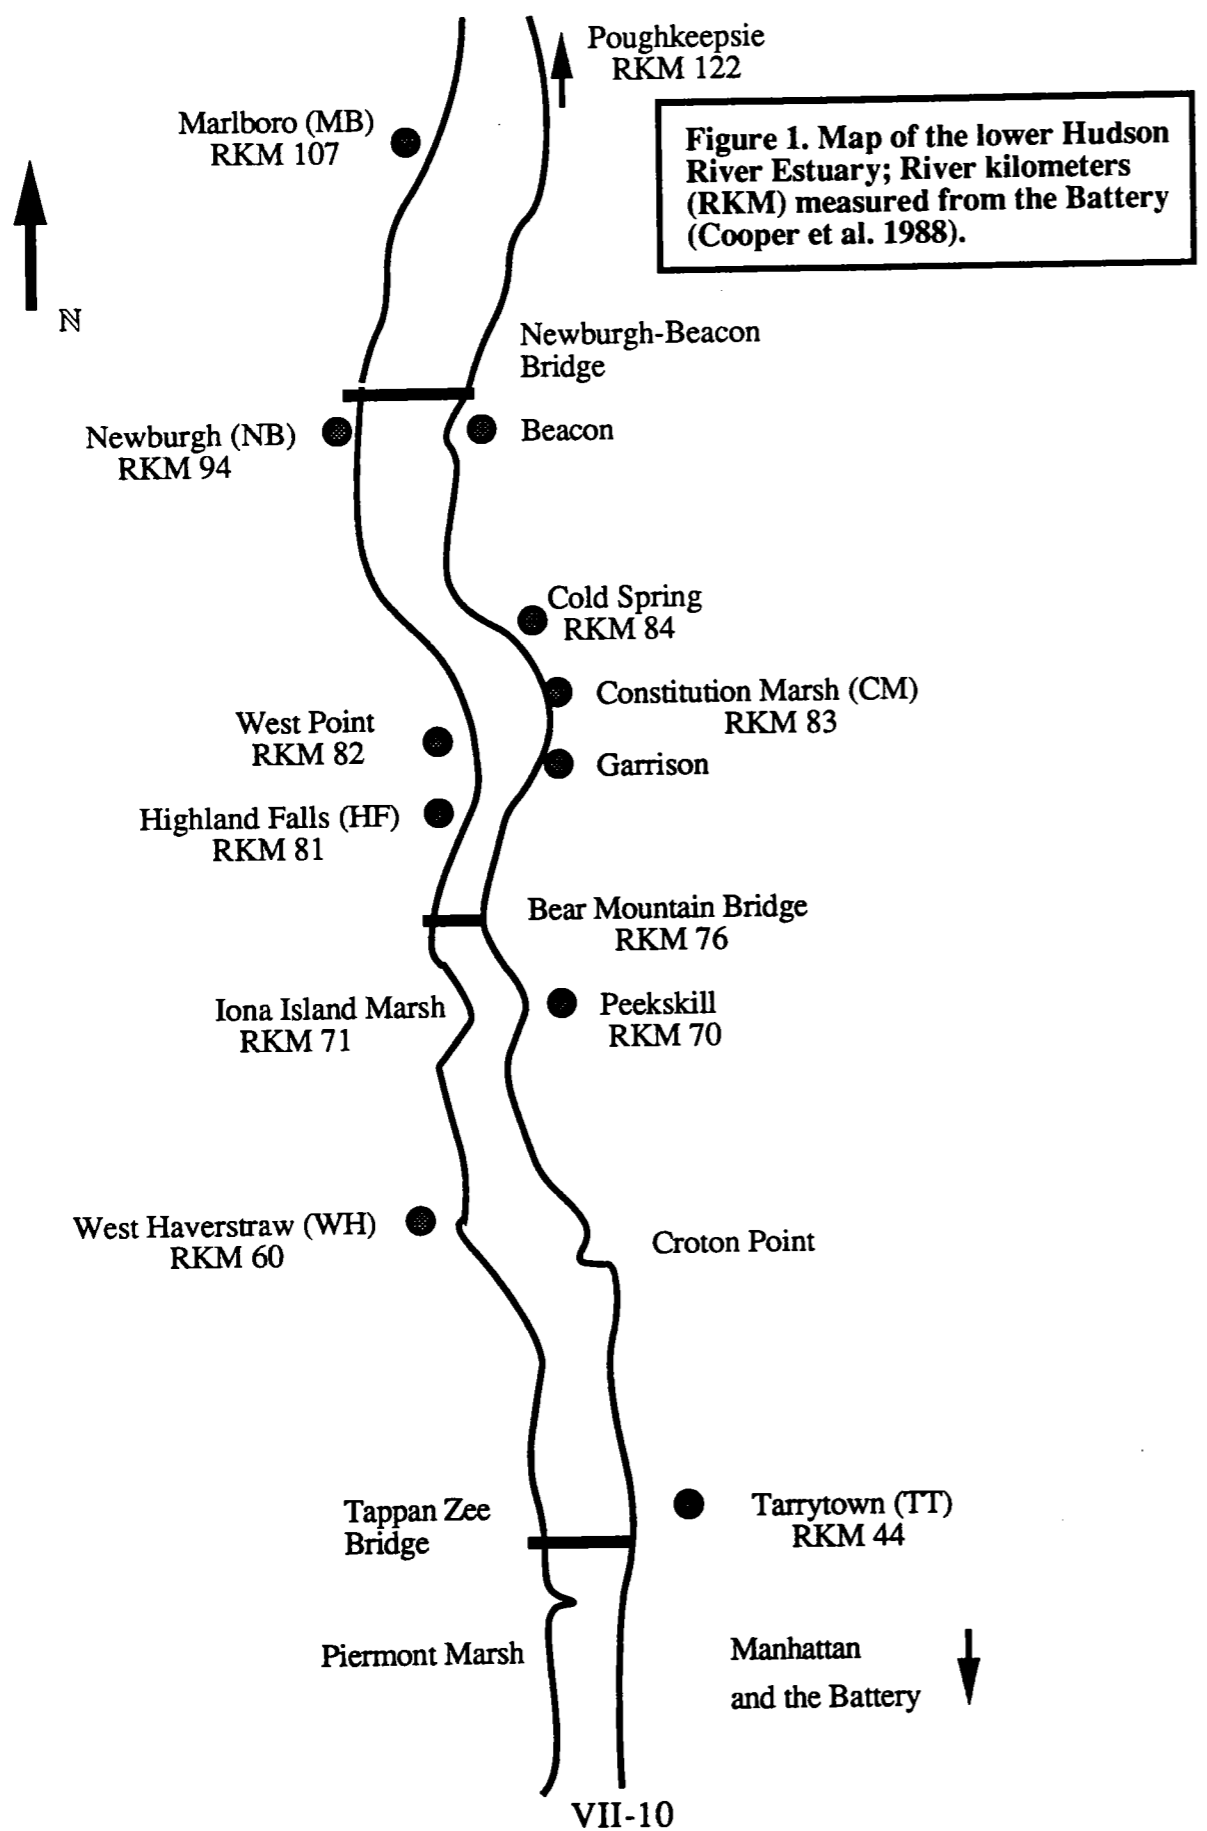 Poughkeepsie
RKM 122
Marlboro (MB)
RKM 107
Figure 1. Map of the lower Hudson
River Estuary; River kilometers
(RKM) measured from the Battery
(Cooper et al. 1988).
N
Newburgh-Beacon
Bridge
Newburgh (NB)
RKM 94
Beacon
Cold Spring
RKM 84
Constitution Marsh (CM)
RKM 83
West Point
RKM 82
Garrison
Highland Falls (HF)
RKM 81
Bear Mountain Bridge
RKM 76
Iona Island Marsh
RKM 71
Peekskill
RKM 70
West Haverstraw (WH)
RKM 60
Croton Point
Tappan Zee
Bridge
Tarrytown (TT)
RKM 44
Piermont Marsh
Manhattan
and the Battery
VII-10